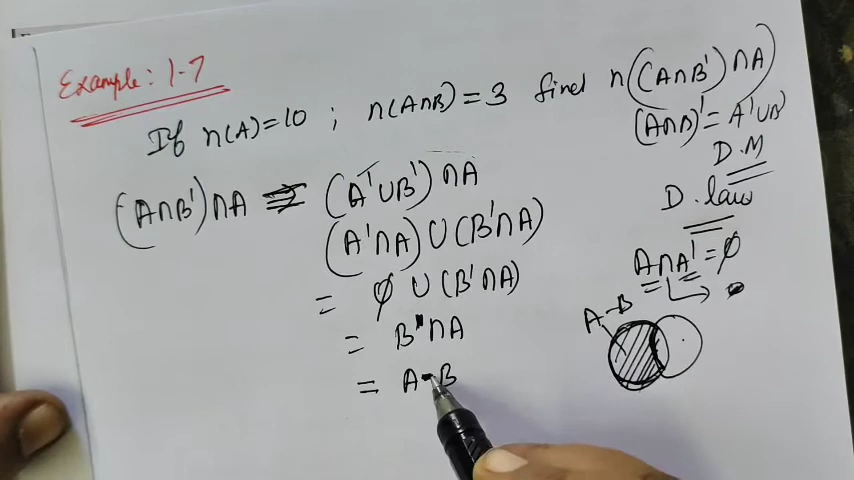 Example: 1-7
If n(A)=10 ; n(A∩B)=3 find n((A∩B')∩A)
(A∩B)'= A'∪B'
D.M
(A∩B')∩A = (A'∪B')∩A
D. law
(A'∩A)∪(B'∩A)
A∩A'=∅
= ∅ ∪(B'∩A)
A-B
= B'∩A
= A-B